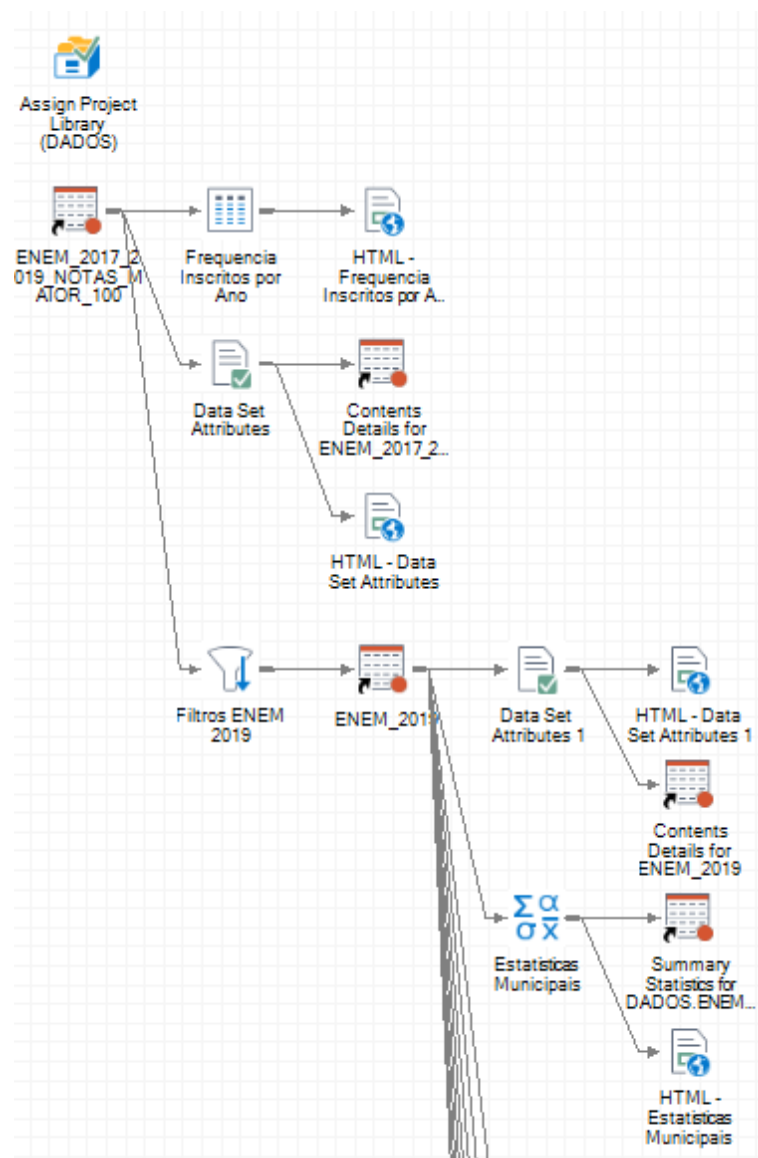 Assign Project
Library
(DADOS)
ENEM_2017_2
019_NOTAS_M
ATOR_100
Frequencia
Inscritos por
Ano
HTML -
Frequencia
Inscritos por A...
Data Set
Attributes
Contents
Details for
ENEM_2017_2...
HTML - Data
Set Attributes
Filtros ENEM
2019
ENEM_2019
Data Set
Attributes 1
HTML - Data
Set Attributes 1
Contents
Details for
ENEM_2019
Σ α
σ x
Estatisticas
Municipais
Summary
Statistics for
DADOS.ENEM...
HTML -
Estatisticas
Municipais